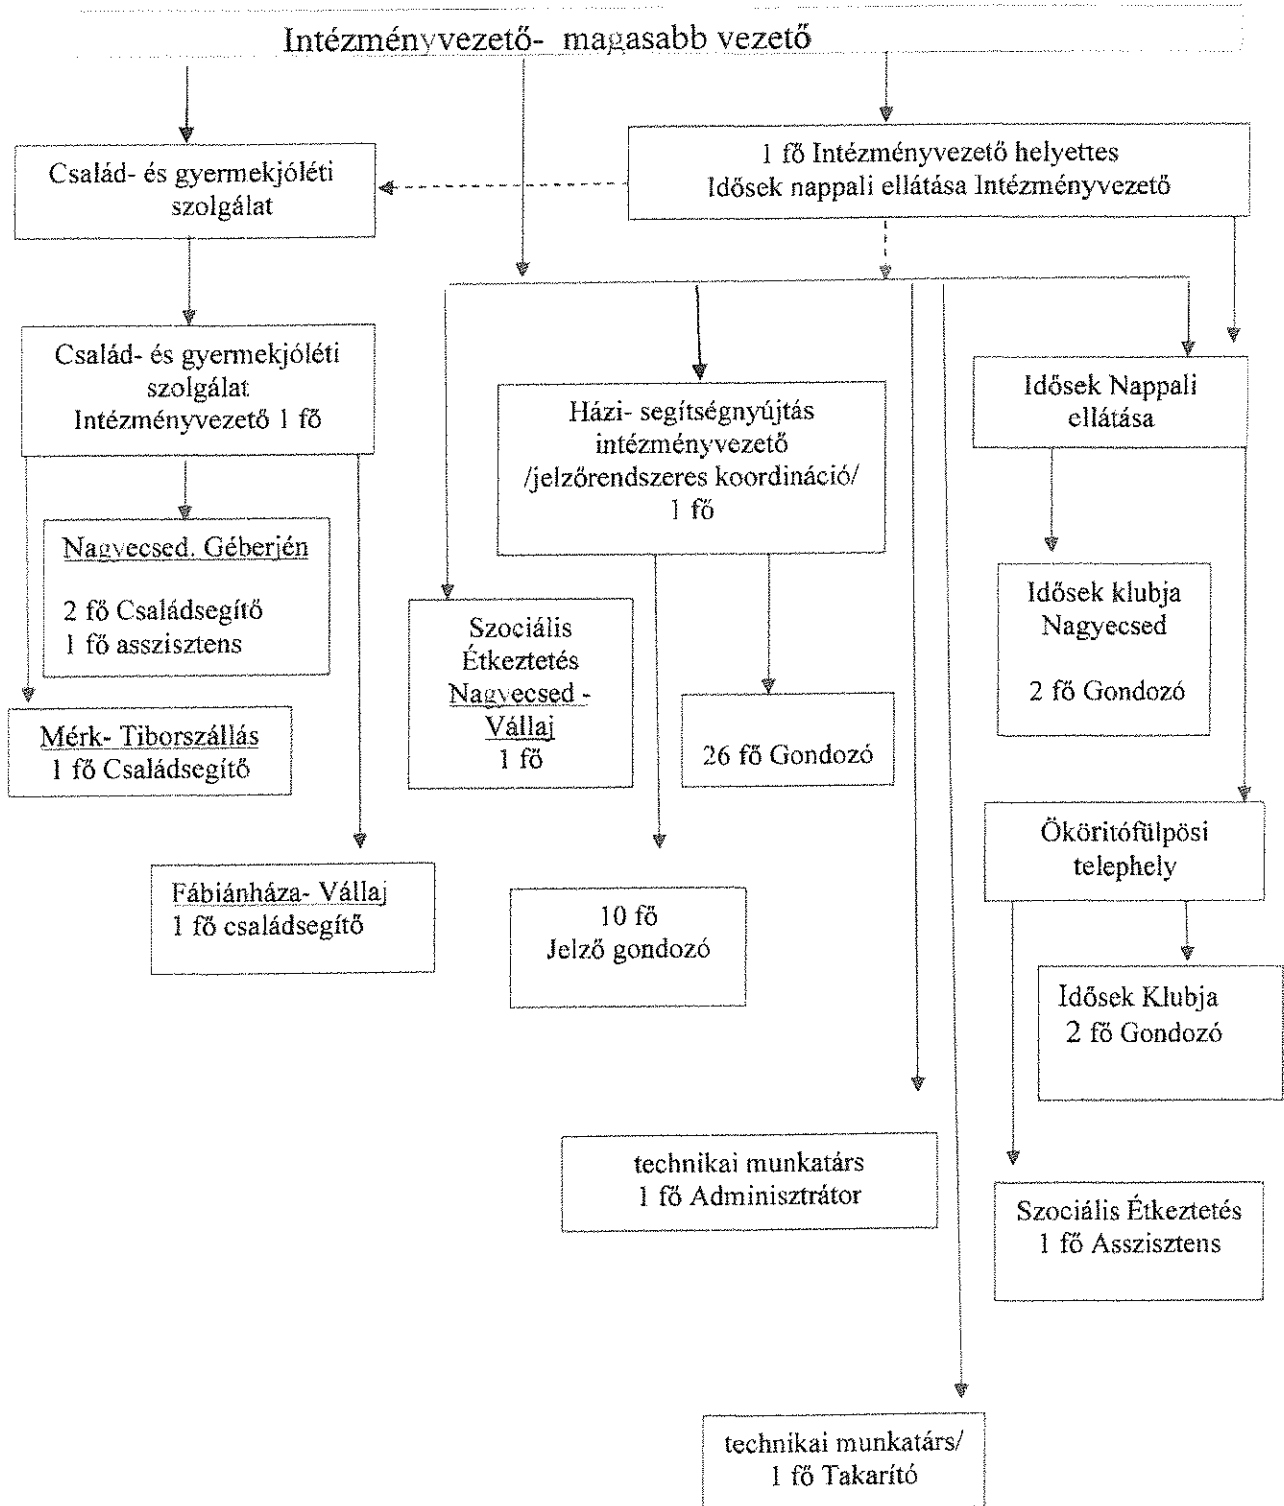 Intézményvezető- magasabb vezető
Család- és gyermekjóléti
szolgálat
1 fő Intézményvezető helyettes
Idősek nappali ellátása Intézményvezető
Család- és gyermekjóléti
szolgálat
Intézményvezető 1 fő
Házi- segítségnyújtás
intézményvezető
/jelzőrendszeres koordináció/
1 fő
Idősek Nappali
ellátása
Nagyecsed. Géberjén
2 fő Családsegítő
1 fő asszisztens
Szociális
Étkeztetés
Nagyecsed -
Vállaj
1 fő
26 fő Gondozó
Idősek klubja
Nagyecsed
2 fő Gondozó
Mérk- Tiborszállás
1 fő Családsegítő
Ököritófülpösi
telephely
Fábiánháza- Vállaj
1 fő családsegítő
10 fő
Jelző gondozó
Idősek Klubja
2 fő Gondozó
technikai munkatárs
1 fő Adminisztrátor
Szociális Étkeztetés
1 fő Asszisztens
technikai munkatárs/
1 fő Takarító